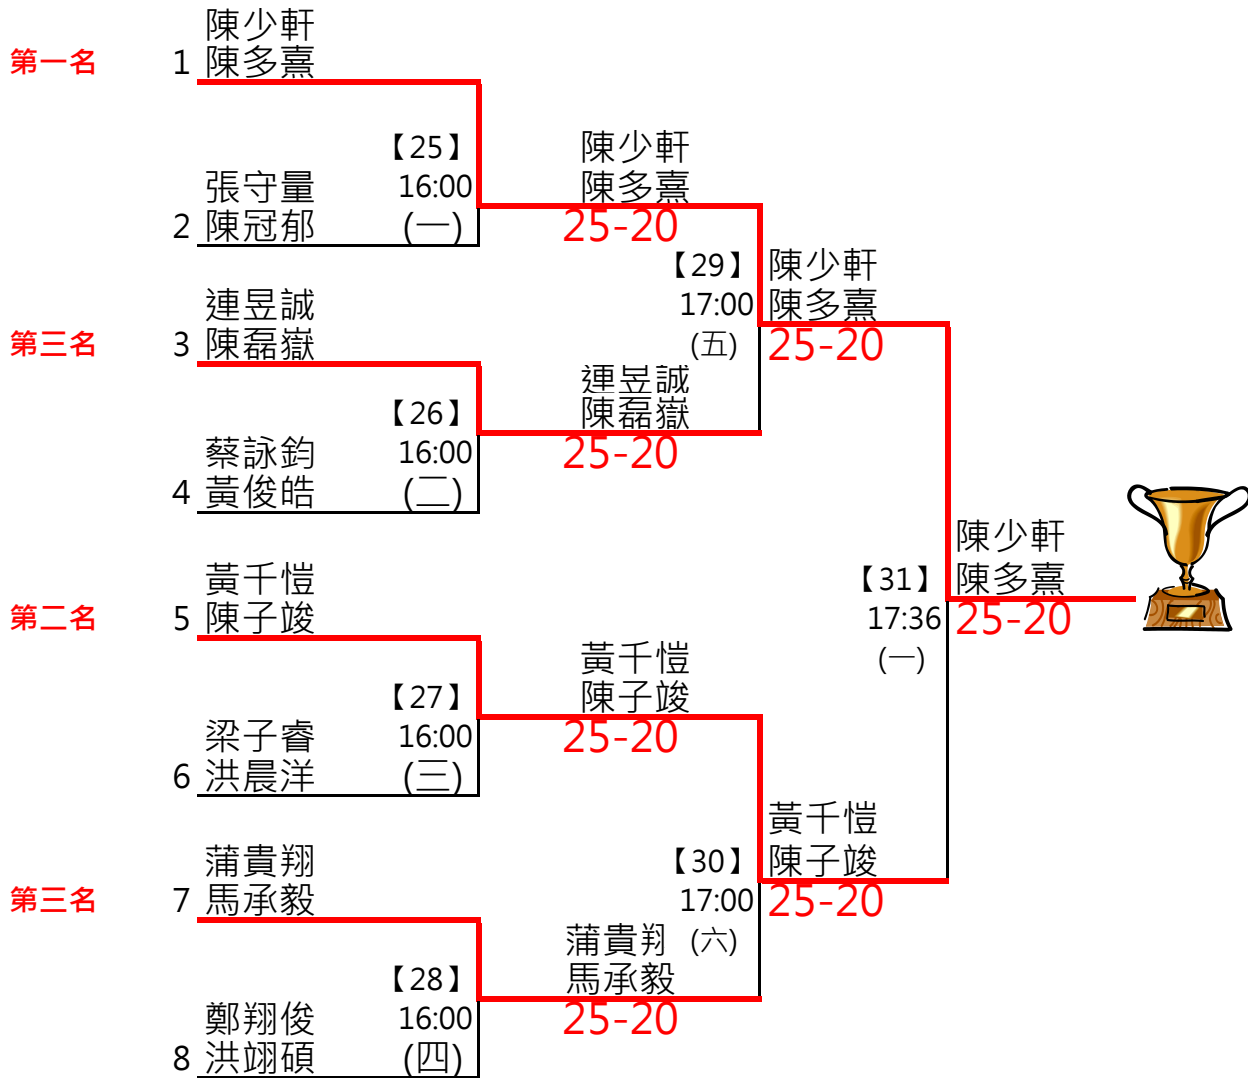 陳少軒
第一名 1 陳多熹
【25】 陳少軒
張守量 16:00 陳多熹
2 陳冠郁 (一) 25-20
【29】 陳少軒
連昱誠 17:00 陳多熹
第三名 3 陳磊嶽 (五) 25-20
連昱誠
【26】 陳磊嶽
蔡詠鈞 16:00 25-20
4 黃俊皓 (二)
陳少軒
黃千愷 【31】 陳多熹
第二名 5 陳子竣 17:36 25-20
黃千愷 (一)
【27】 陳子竣
梁子睿 16:00 25-20
6 洪晨洋 (三)
黃千愷
蒲貴翔 【30】 陳子竣
第三名 7 馬承毅 17:00 25-20
蒲貴翔 (六)
【28】 馬承毅
鄭翔俊 16:00 25-20
8 洪翊碩 (四)